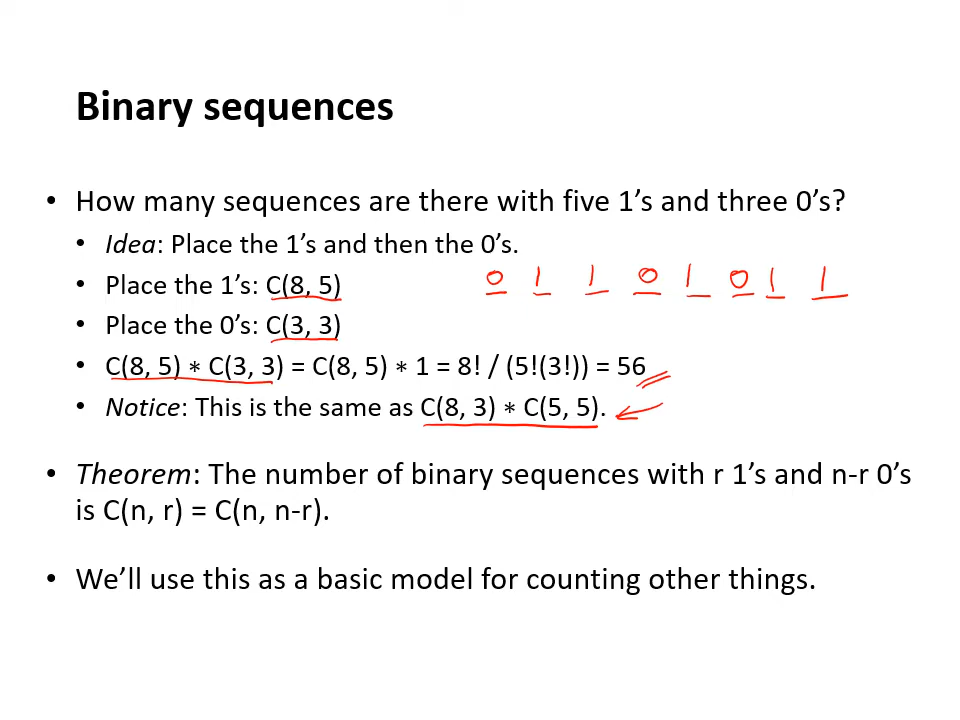 Binary sequences
• How many sequences are there with five 1’s and three 0’s?
• Idea: Place the 1’s and then the 0’s.
• Place the 1’s: C(8, 5)
0 1 1 0 1 0 1 1
• Place the 0’s: C(3, 3)
• C(8, 5) ∗ C(3, 3) = C(8, 5) ∗ 1 = 8! / (5!(3!)) = 56
• Notice: This is the same as C(8, 3) ∗ C(5, 5).
• Theorem: The number of binary sequences with r 1’s and n-r 0’s
is C(n, r) = C(n, n-r).
• We’ll use this as a basic model for counting other things.